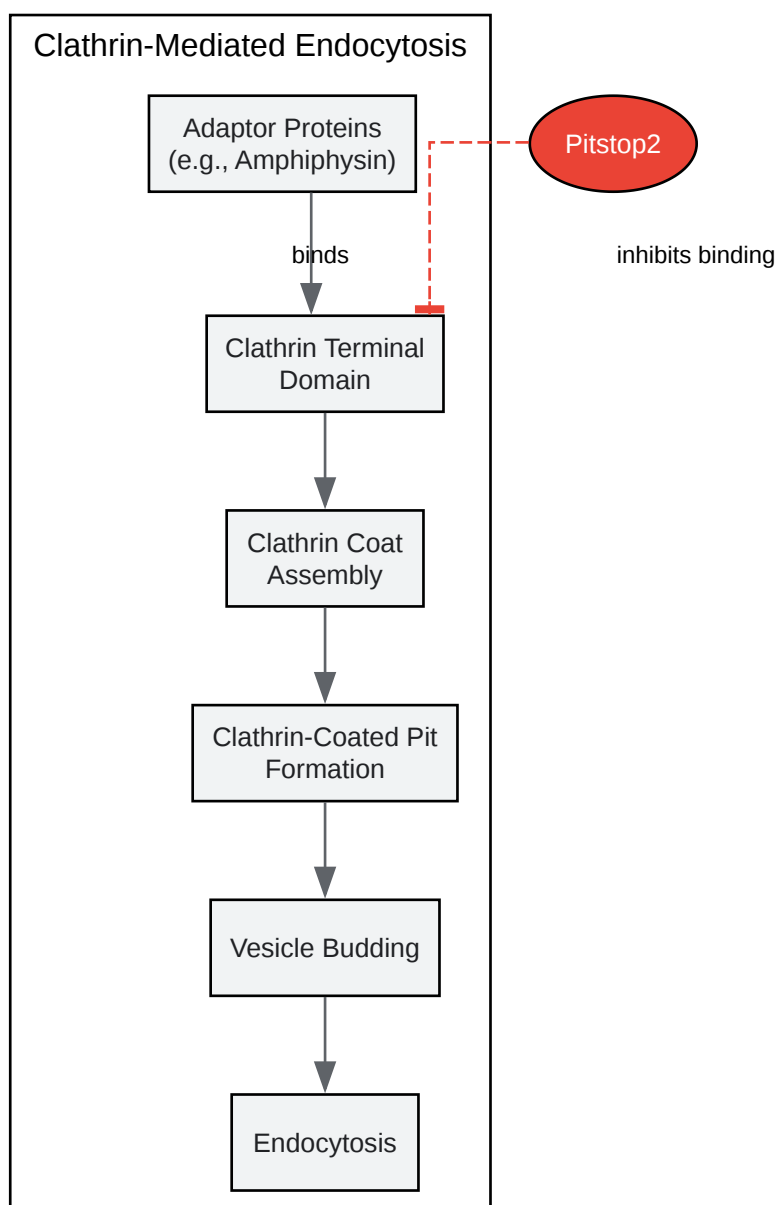 Clathrin-Mediated Endocytosis
Adaptor Proteins
(e.g., Amphiphysin)
Pitstop2
binds
inhibits binding
Clathrin Terminal
Domain
Clathrin Coat
Assembly
Clathrin-Coated Pit
Formation
Vesicle Budding
Endocytosis